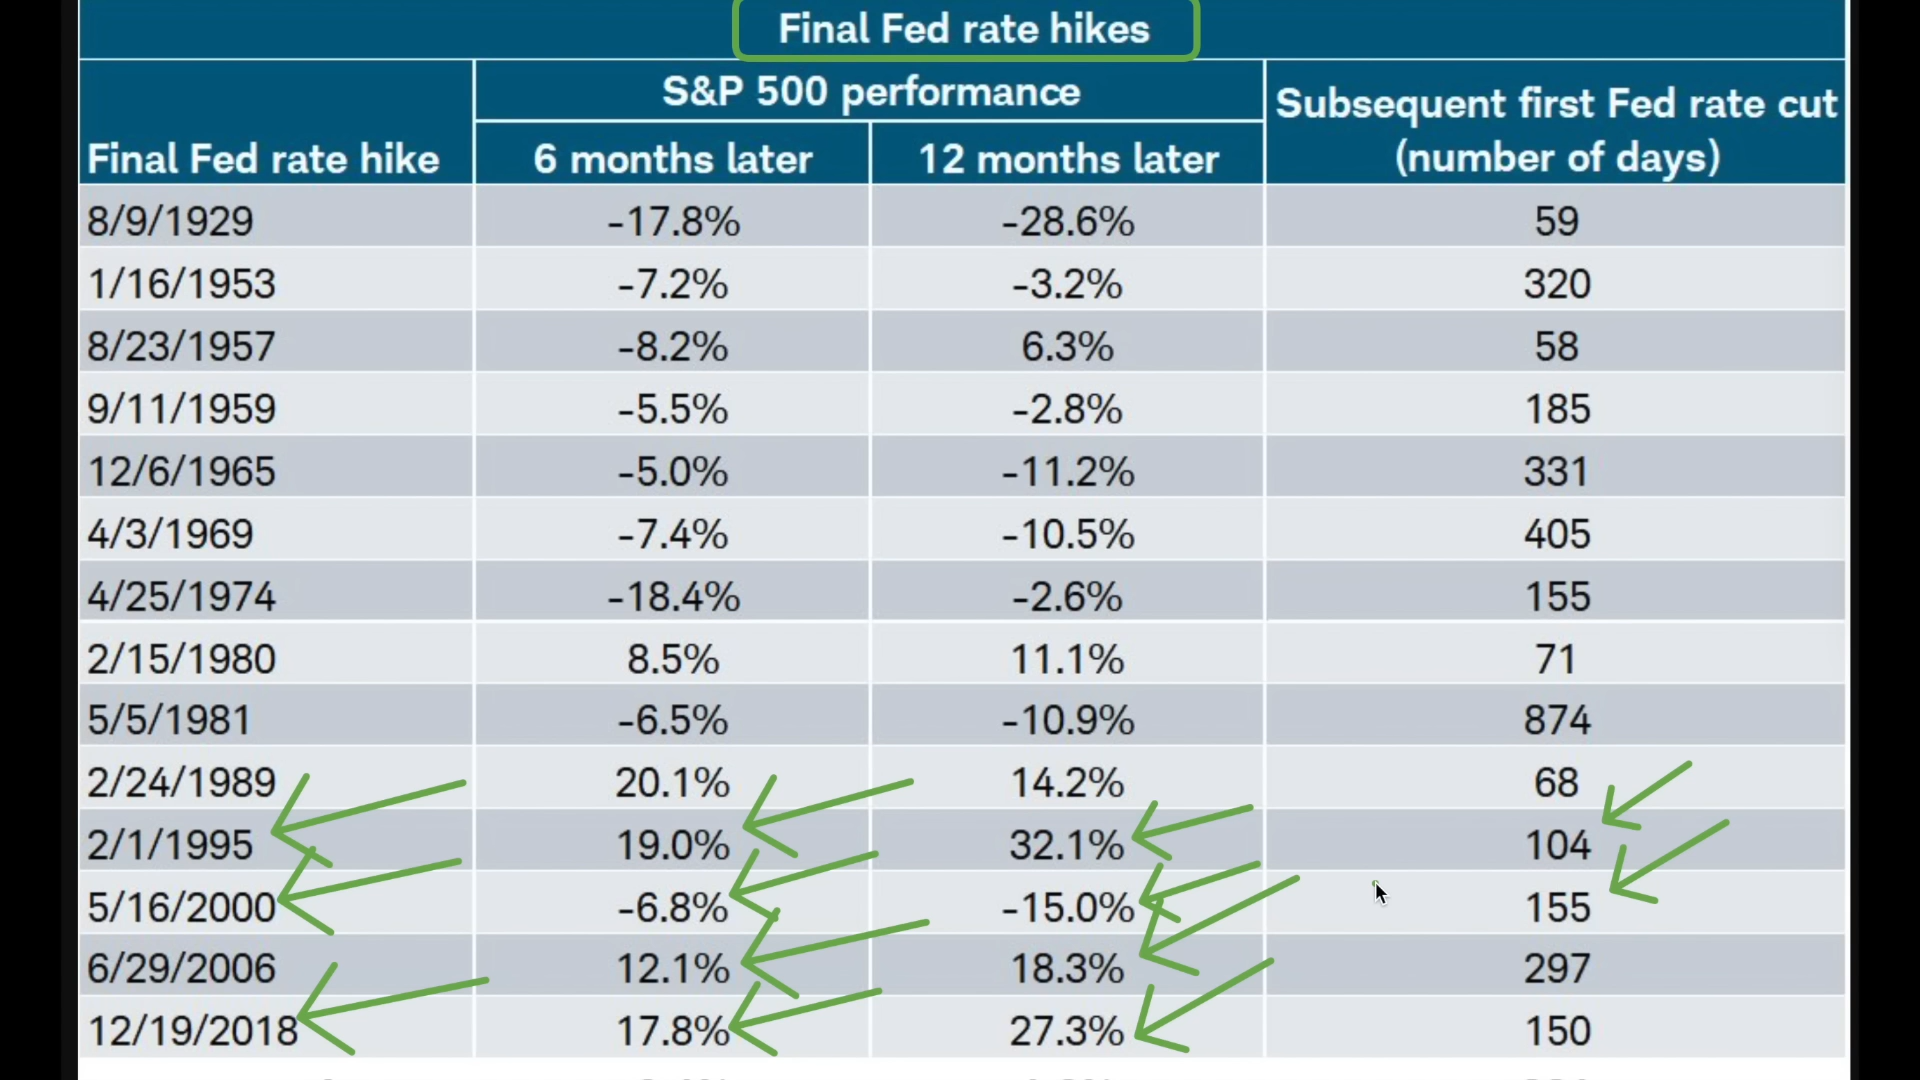 Final Fed rate hikes
S&P 500 performance
Subsequent first Fed rate cut
(number of days)
Final Fed rate hike 6 months later 12 months later
8/9/1929 -17.8% -28.6% 59
1/16/1953 -7.2% -3.2% 320
8/23/1957 -8.2% 6.3% 58
9/11/1959 -5.5% -2.8% 185
12/6/1965 -5.0% -11.2% 331
4/3/1969 -7.4% -10.5% 405
4/25/1974 -18.4% -2.6% 155
2/15/1980 8.5% 11.1% 71
5/5/1981 -6.5% -10.9% 874
2/24/1989 20.1% 14.2% 68
2/1/1995 19.0% 32.1% 104
5/16/2000 -6.8% -15.0% 155
6/29/2006 12.1% 18.3% 297
12/19/2018 17.8% 27.3% 150